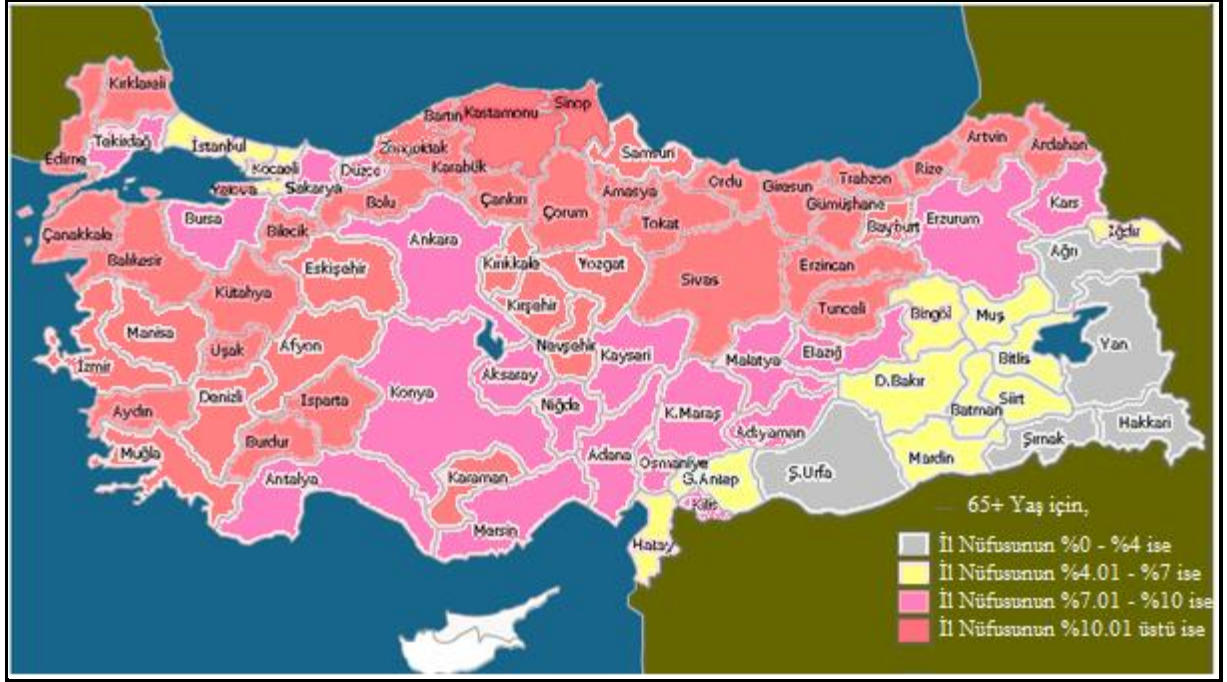 Kırklareli
Sinop
Bartın
Kastamonu
Tekirdağ
İstanbul
Edirne
Zonguldak
Samsun
Artvin
Ardahan
Kocaeli
Düzce
Karabük
Rize
Yalova
Sakarya
Bolu
Çankırı
Çorum
Amasya
Ordu
Giresun
Trabzon
Gümüşhane
Bayburt
Erzurum
Kars
Iğdır
Bursa
Bilecik
Ankara
Tokat
Çanakkale
Balıkesir
Eskişehir
Kırıkkale
Yozgat
Erzincan
Ağrı
Kütahya
Sivas
Kırşehir
Tunceli
Bingöl
Muş
Manisa
Uşak
Afyon
Nevşehir
Kayseri
Malatya
Elazığ
Bitlis
Van
İzmir
Aksaray
D.Bakır
Aydın
Denizli
Isparta
Konya
Niğde
K.Maraş
Adıyaman
Batman
Siirt
Şırnak
Hakkari
Muğla
Burdur
Antalya
Karaman
Adana
Osmaniye
G.Antep
Ş.Urfa
Mardin
Mersin
Kilis
Hatay
65+ Yaş için,
İl Nüfusunun %0 - %4 ise
İl Nüfusunun %4.01 - %7 ise
İl Nüfusunun %7.01 - %10 ise
İl Nüfusunun %10.01 üstü ise